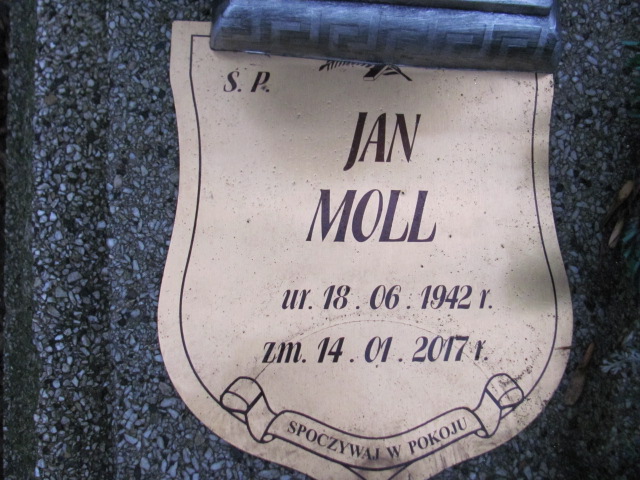 Ś. P.
JAN
MOLL
ur. 18 . 06 . 1942 r.
zm. 14 . 01 . 2017 r.
SPOCZYWAJ W POKOJU